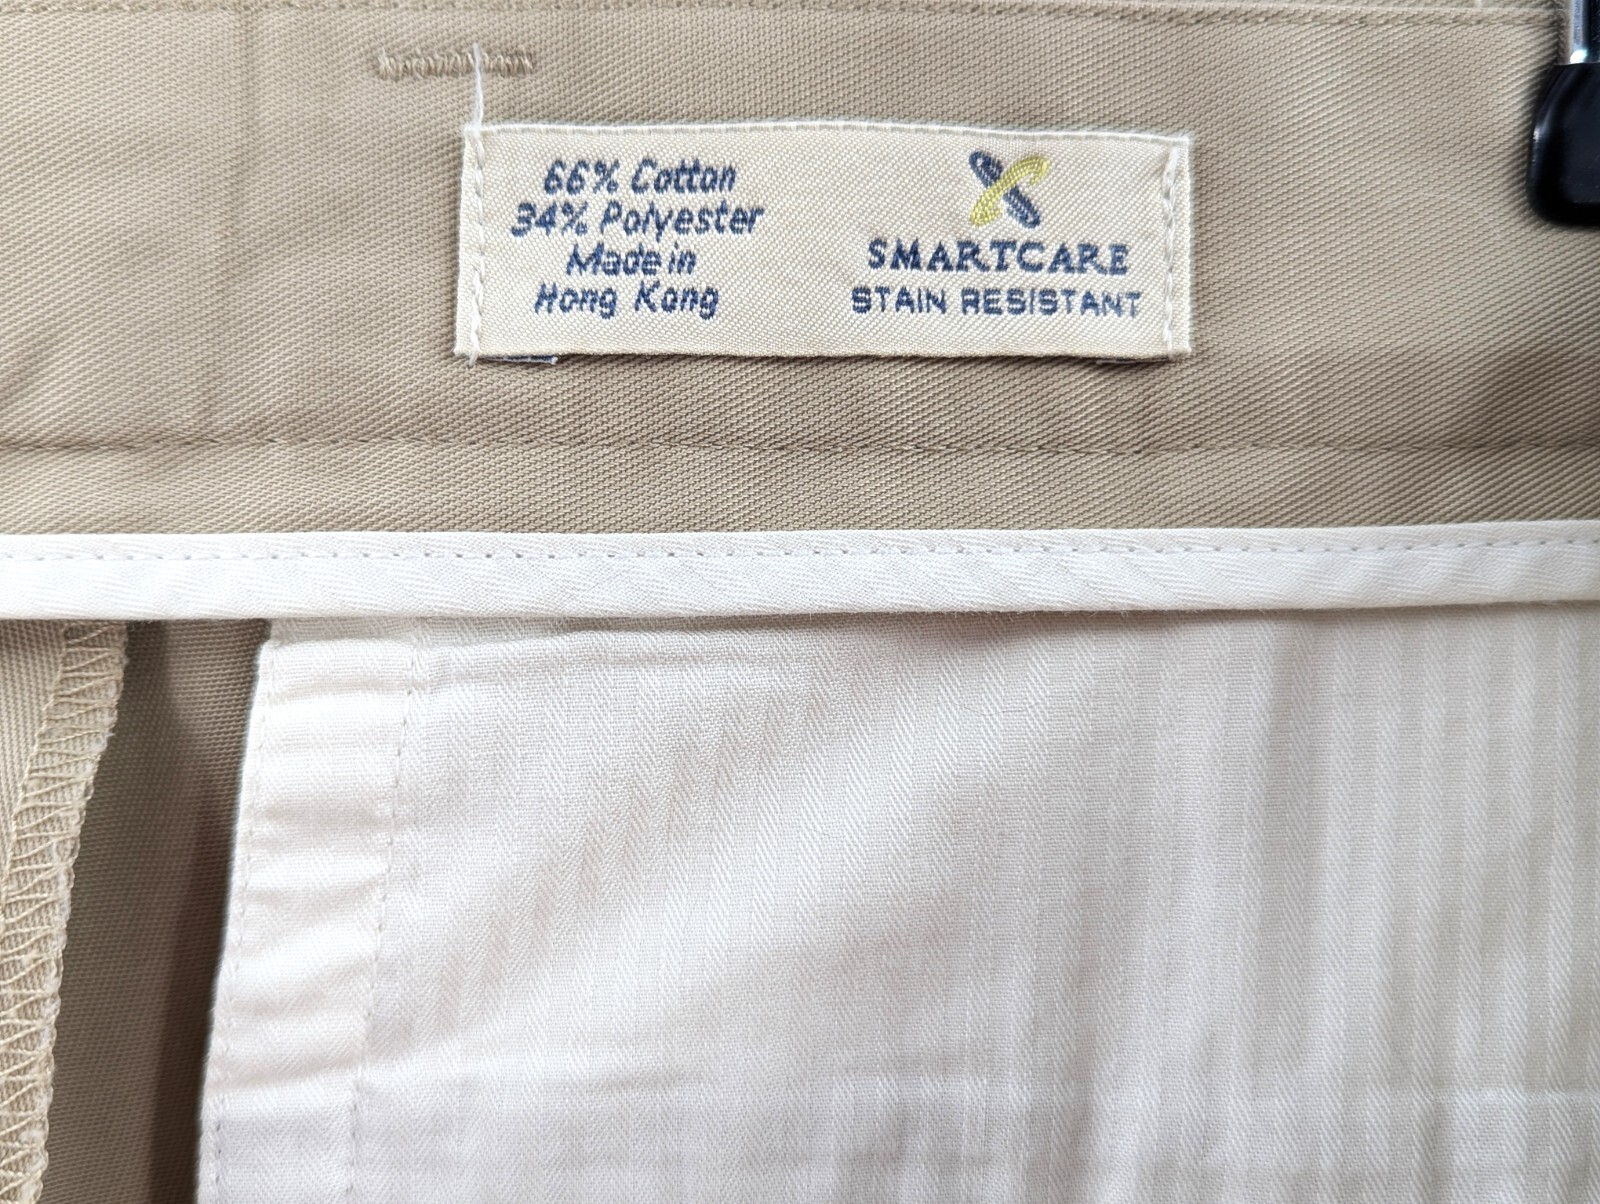 66% Cotton
34% Polyester
Made in
Hong Kong
SMARTCARE
STAIN RESISTANT